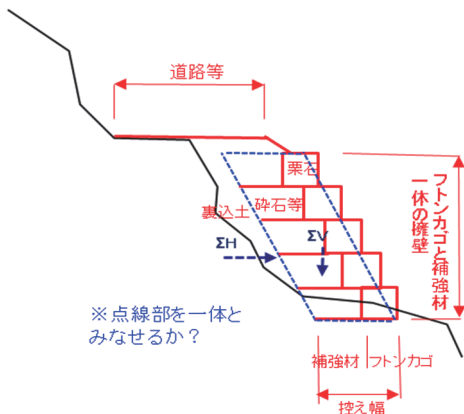 道路等
栗石
裏込土
砕石等
ΣH
ΣV
フトンカゴと補強材
一体の擁壁
※点線部を一体と
みなせるか？
補強材
フトンカゴ
控え幅